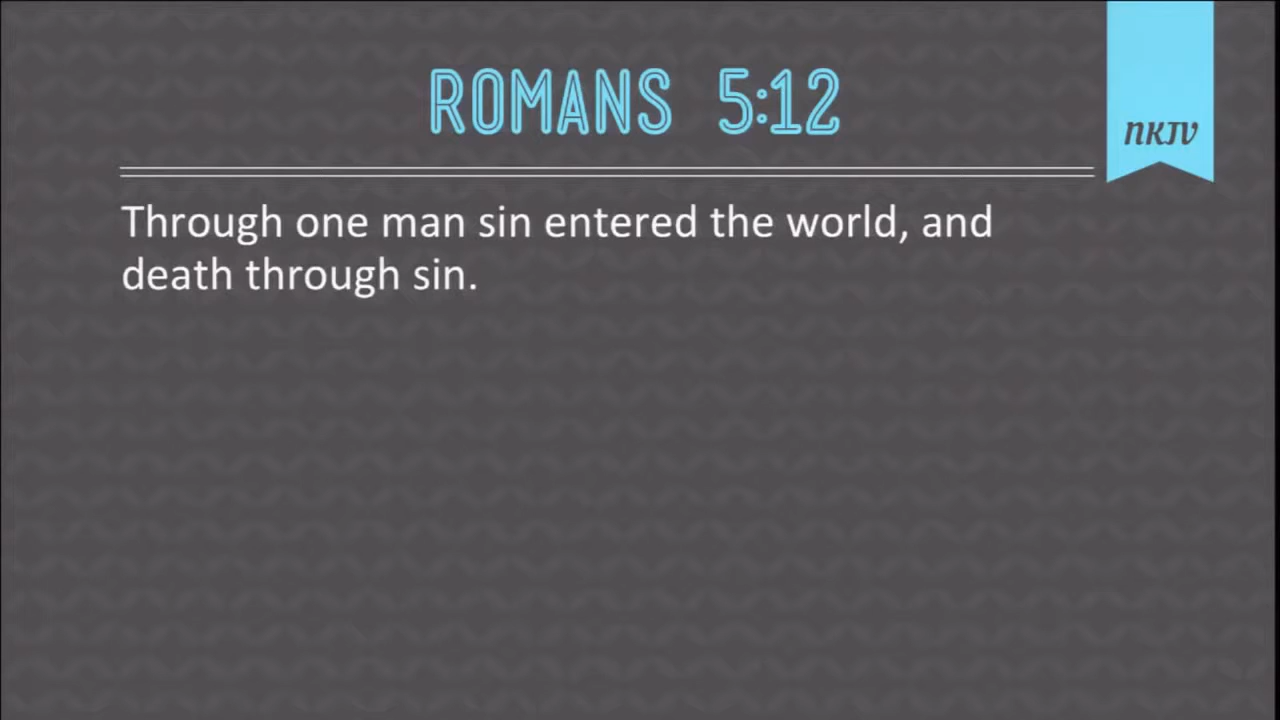 ROMANS 5:12
NKJV
Through one man sin entered the world, and
death through sin.